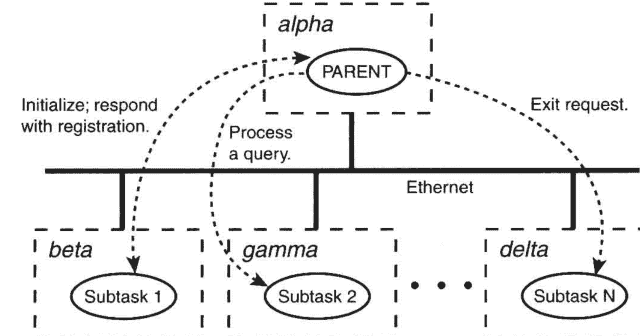 alpha
PARENT
Initialize; respond
with registration.
Process
a query.
Exit request.
Ethernet
beta
gamma
delta
Subtask 1
Subtask 2
Subtask N